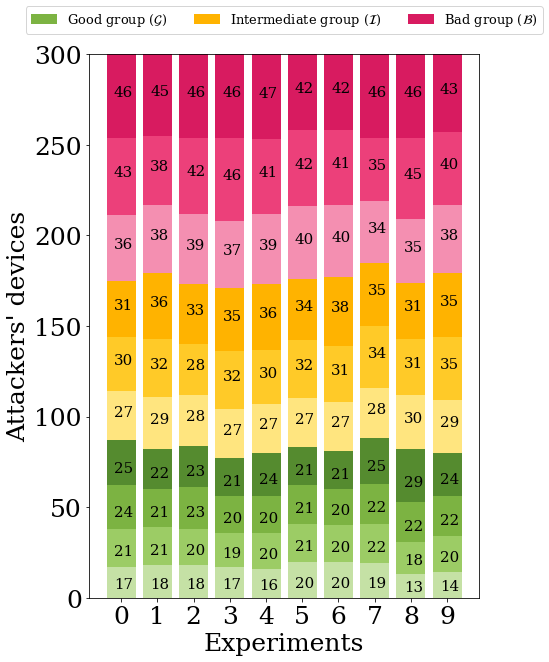 Good group (𝒢) Intermediate group (ℐ) Bad group (ℬ)
300
250
200
150
100
50
0
Attackers' devices
46 45 46 46 47 42 42 46 46 43
43 38 42 46 41 42 41 35 45 40
36 38 39 37 39 40 40 34 35 38
31 36 33 35 36 34 38 35 31 35
30 32 28 32 30 32 31 34 31 35
27 29 28 27 27 27 27 28 30 29
25 22 23 21 24 21 21 25 29 24
24 21 23 20 20 21 20 22 22 22
21 21 20 19 20 21 20 22 18 20
17 18 18 17 16 20 20 19 13 14
0 1 2 3 4 5 6 7 8 9
Experiments